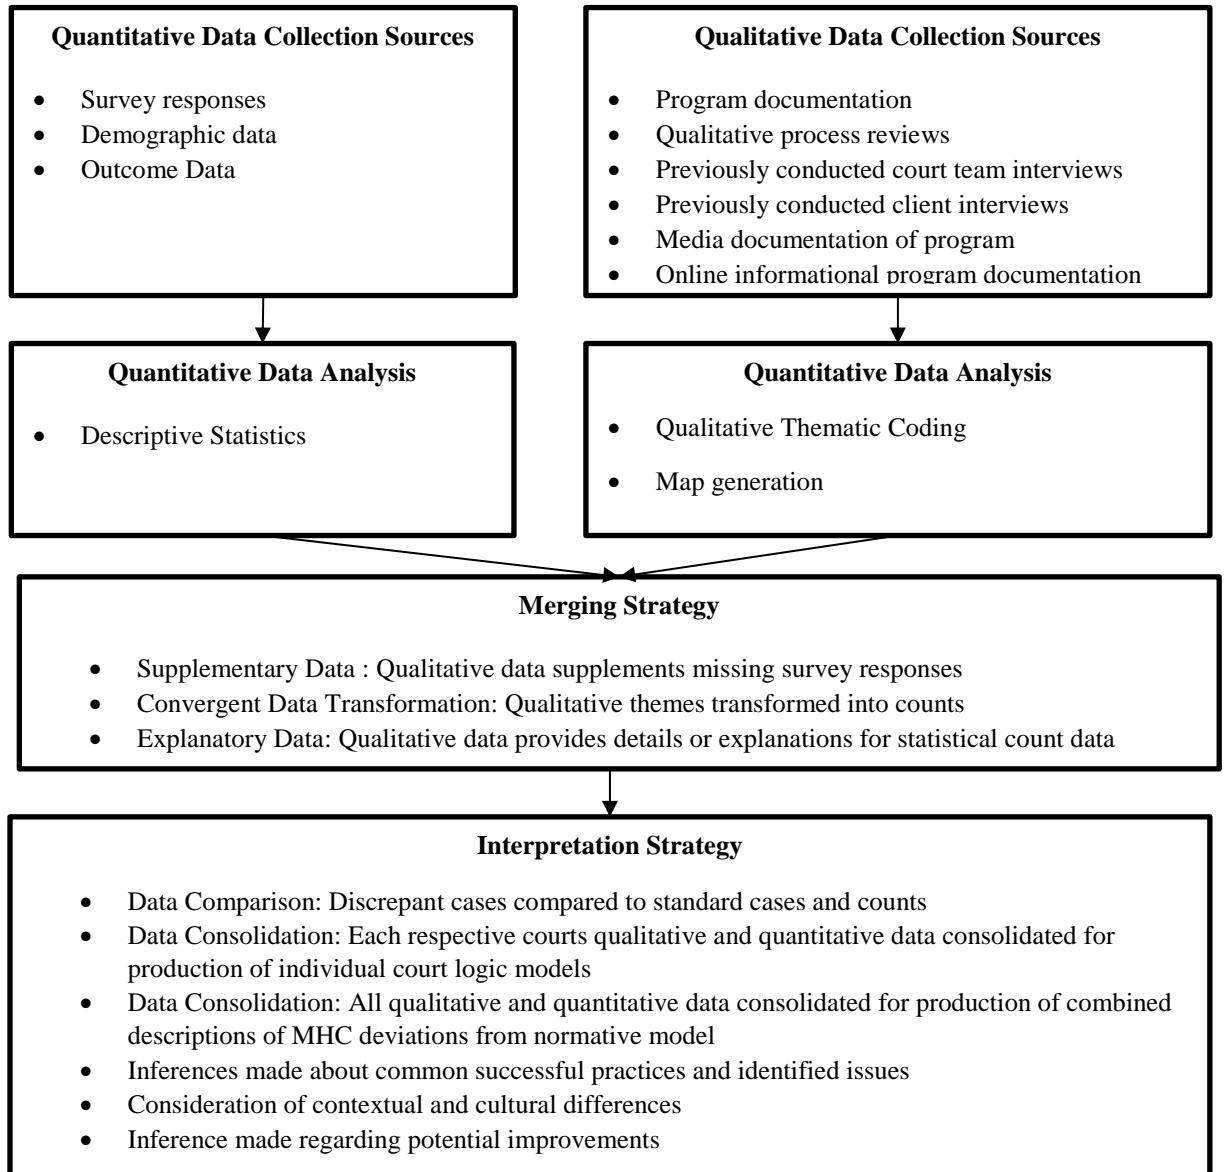 Quantitative Data Collection Sources
• Survey responses
• Demographic data
• Outcome Data
Qualitative Data Collection Sources
• Program documentation
• Qualitative process reviews
• Previously conducted court team interviews
• Previously conducted client interviews
• Media documentation of program
• Online informational program documentation
Quantitative Data Analysis
• Descriptive Statistics
Quantitative Data Analysis
• Qualitative Thematic Coding
• Map generation
Merging Strategy
• Supplementary Data : Qualitative data supplements missing survey responses
• Convergent Data Transformation: Qualitative themes transformed into counts
• Explanatory Data: Qualitative data provides details or explanations for statistical count data
Interpretation Strategy
• Data Comparison: Discrepant cases compared to standard cases and counts
• Data Consolidation: Each respective courts qualitative and quantitative data consolidated for
production of individual court logic models
• Data Consolidation: All qualitative and quantitative data consolidated for production of combined
descriptions of MHC deviations from normative model
• Inferences made about common successful practices and identified issues
• Consideration of contextual and cultural differences
• Inference made regarding potential improvements